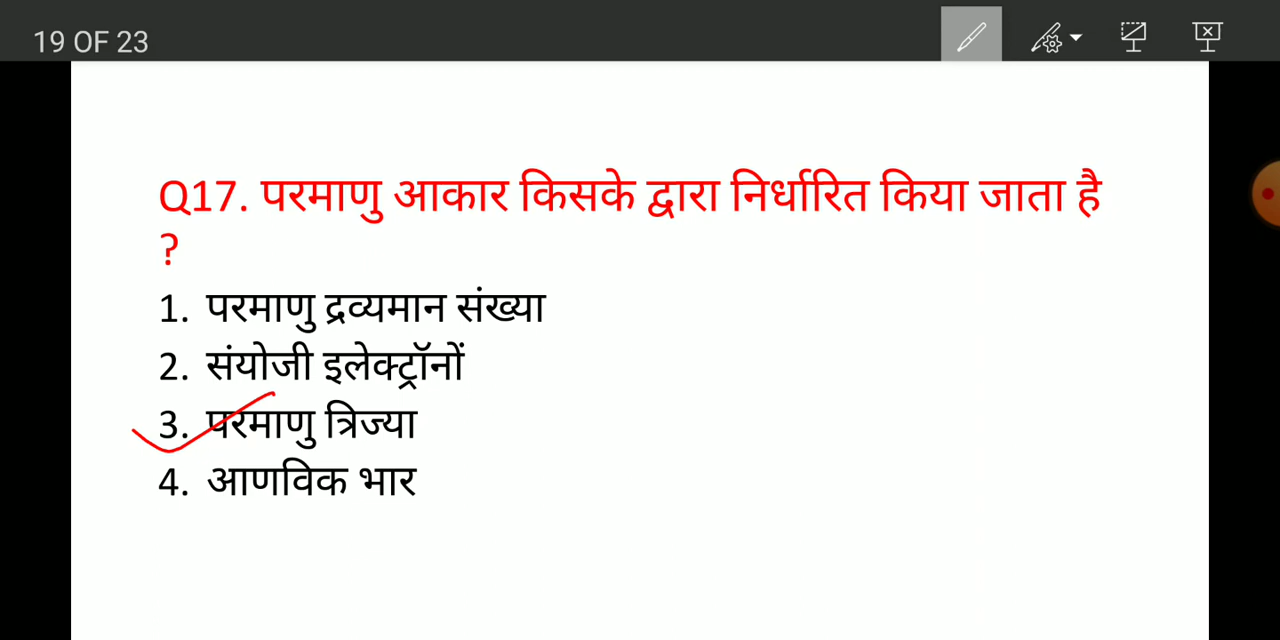 19 OF 23
Q17. परमाणु आकार किसके द्वारा निर्धारित किया जाता है
?
1. परमाणु द्रव्यमान संख्या
2. संयोजी इलेक्ट्रॉनों
3. परमाणु त्रिज्या
4. आणविक भार